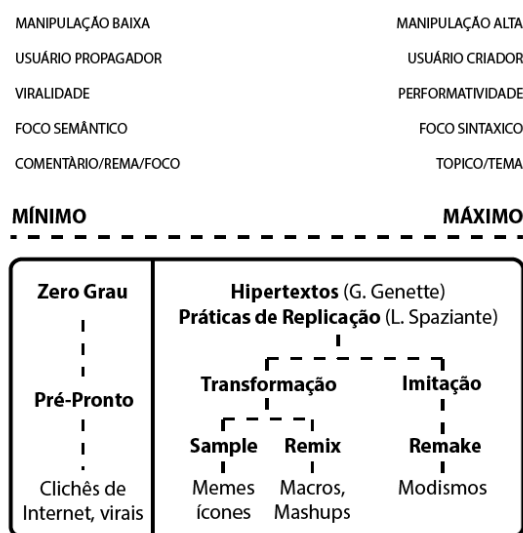 MANIPULAÇÃO BAIXA MANIPULAÇÃO ALTA
USUÁRIO PROPAGADOR USUÁRIO CRIADOR
VIRALIDADE PERFORMATIVIDADE
FOCO SEMÂNTICO FOCO SINTAXICO
COMENTÀRIO/REMA/FOCO TOPICO/TEMA
MÍNIMO MÁXIMO
Zero Grau Hipertextos (G. Genette)
Práticas de Replicação (L. Spaziante)
Pré-Pronto Transformação Imitação
Sample Remix Remake
Clichês de Memes Macros, Modismos
Internet, virais ícones Mashups